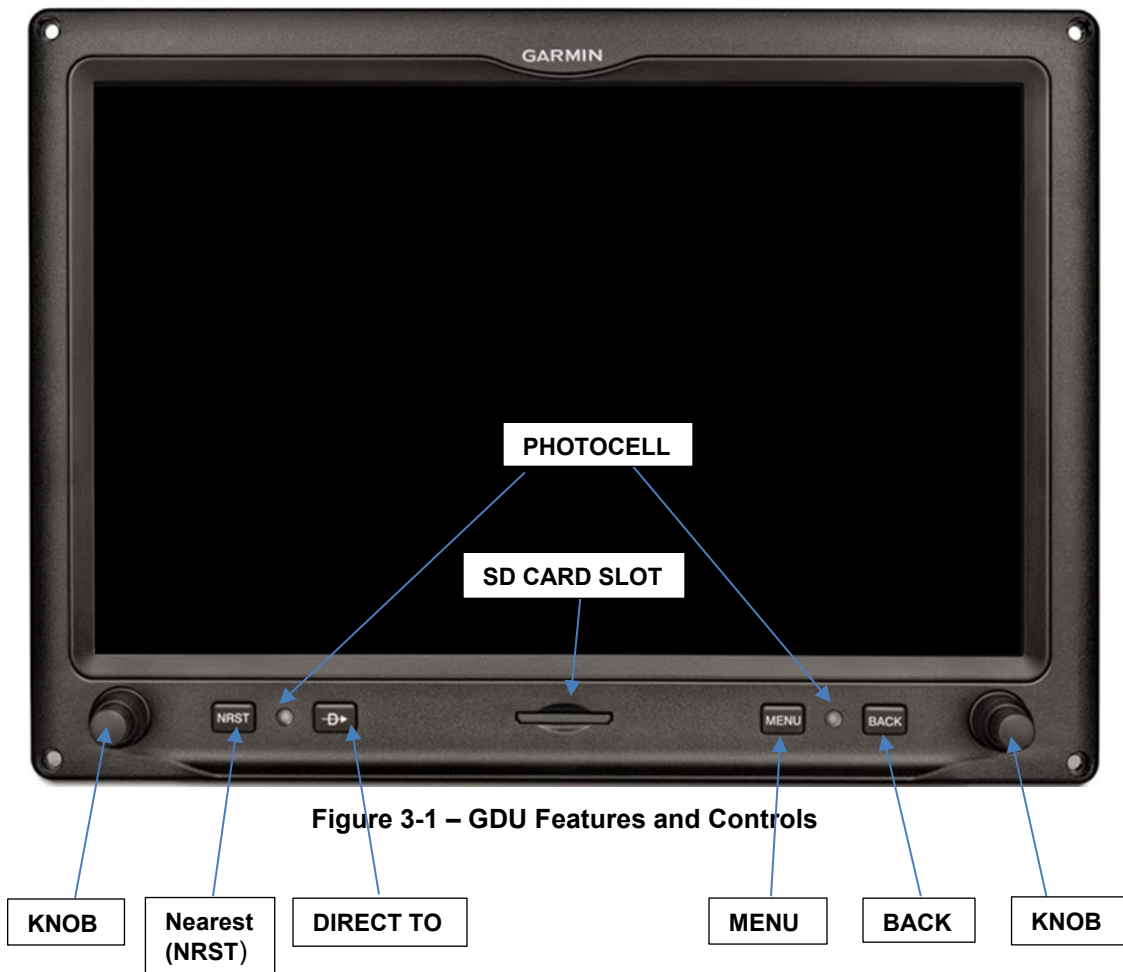 GARMIN
PHOTOCELL
SD CARD SLOT
NRST
D
MENU
BACK
Figure 3-1 – GDU Features and Controls
KNOB
Nearest
(NRST)
DIRECT TO
MENU
BACK
KNOB